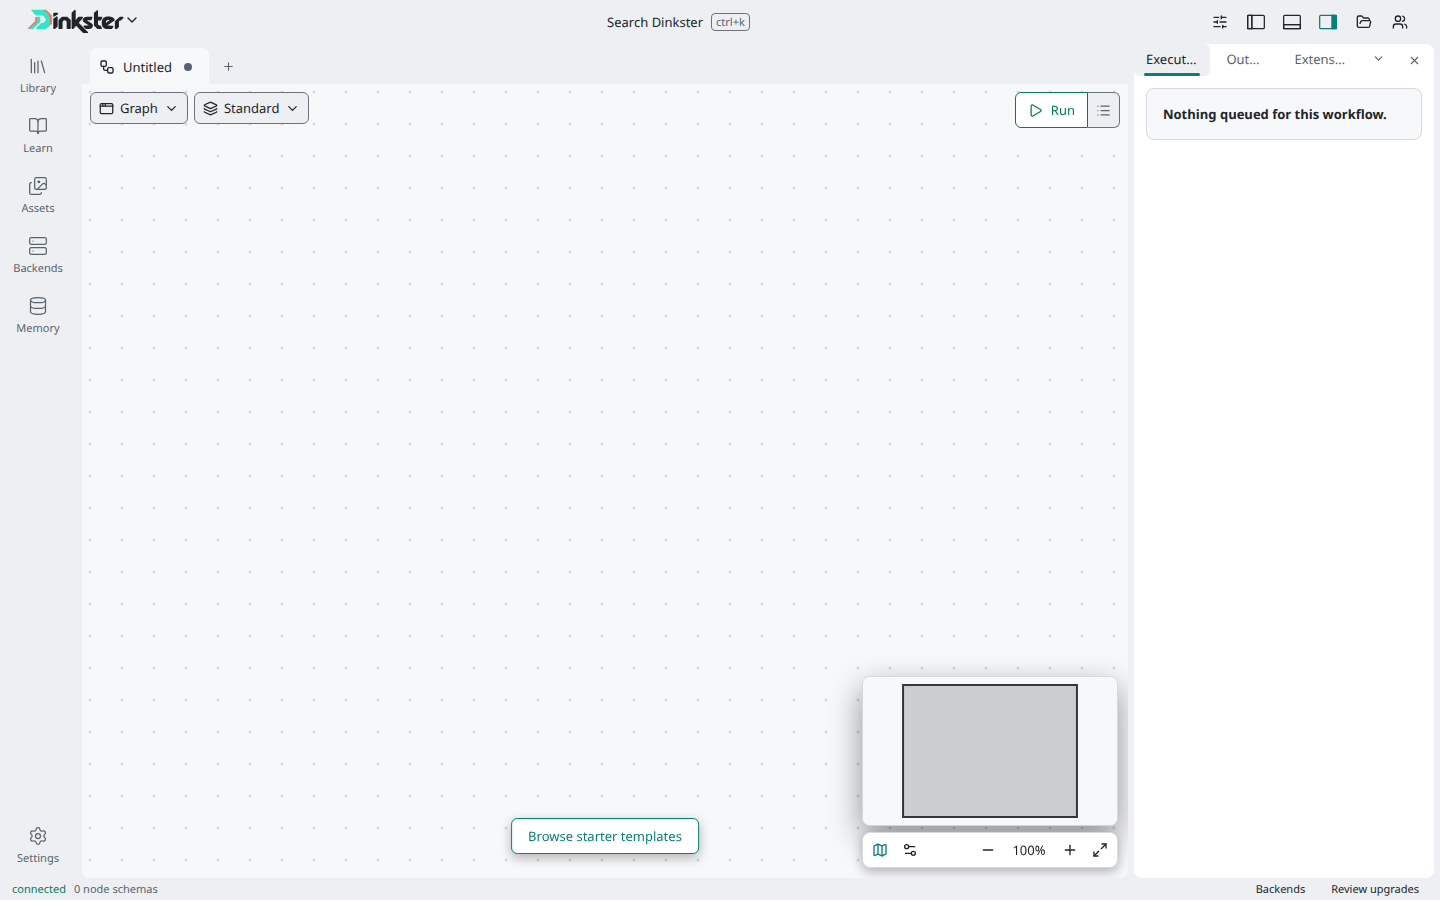 Dinkster
Search Dinkster ctrl+k
Library
Learn
Assets
Backends
Memory
Settings
Untitled
Graph
Standard
Run
Execut...
Out...
Extens...
Nothing queued for this workflow.
Browse starter templates
100%
connected 0 node schemas
Backends
Review upgrades